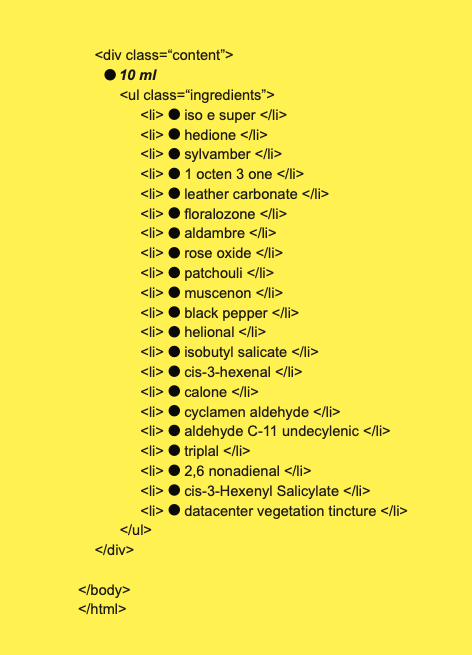 <div class=“content”>
● 10 ml
<ul class=“ingredients”>
<li> ● iso e super </li>
<li> ● hedione </li>
<li> ● sylvamber </li>
<li> ● 1 octen 3 one </li>
<li> ● leather carbonate </li>
<li> ● floralozone </li>
<li> ● aldambre </li>
<li> ● rose oxide </li>
<li> ● patchouli </li>
<li> ● muscenon </li>
<li> ● black pepper </li>
<li> ● helional </li>
<li> ● isobutyl salicate </li>
<li> ● cis-3-hexenal </li>
<li> ● calone </li>
<li> ● cyclamen aldehyde </li>
<li> ● aldehyde C-11 undecylenic </li>
<li> ● triplal </li>
<li> ● 2,6 nonadienal </li>
<li> ● cis-3-Hexenyl Salicylate </li>
<li> ● datacenter vegetation tincture </li>
</ul>
</div>
</body>
</html>